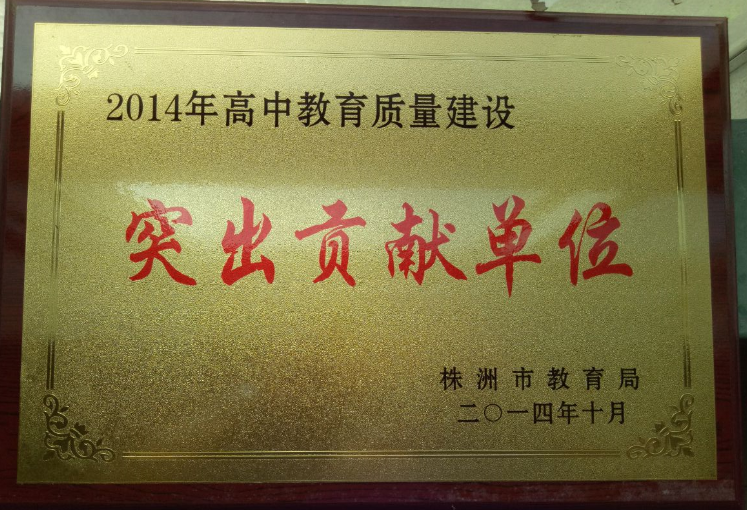 2014年高中教育质量建设
突出贡献单位
株洲市教育局
二〇一四年十月